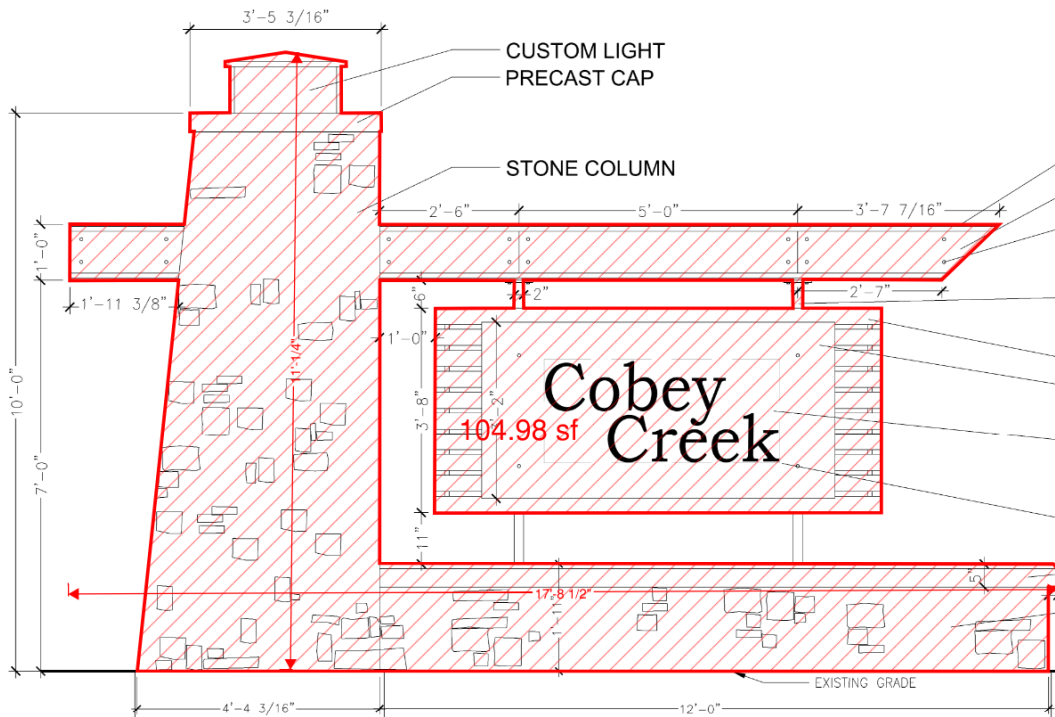 3'-5 3/16"
CUSTOM LIGHT
PRECAST CAP
STONE COLUMN
2'-6"
5'-0"
3'-7 7/16"
1'-0"
1'-11 3/8"
6"
2"
2'-7"
1'-0"
11'-1/4"
10'-0"
7'-0"
3'-8"
Cobey
Creek
104.98 sf
11"
5"
17'-8 1/2"
1'-11"
EXISTING GRADE
4'-4 3/16"
12'-0"